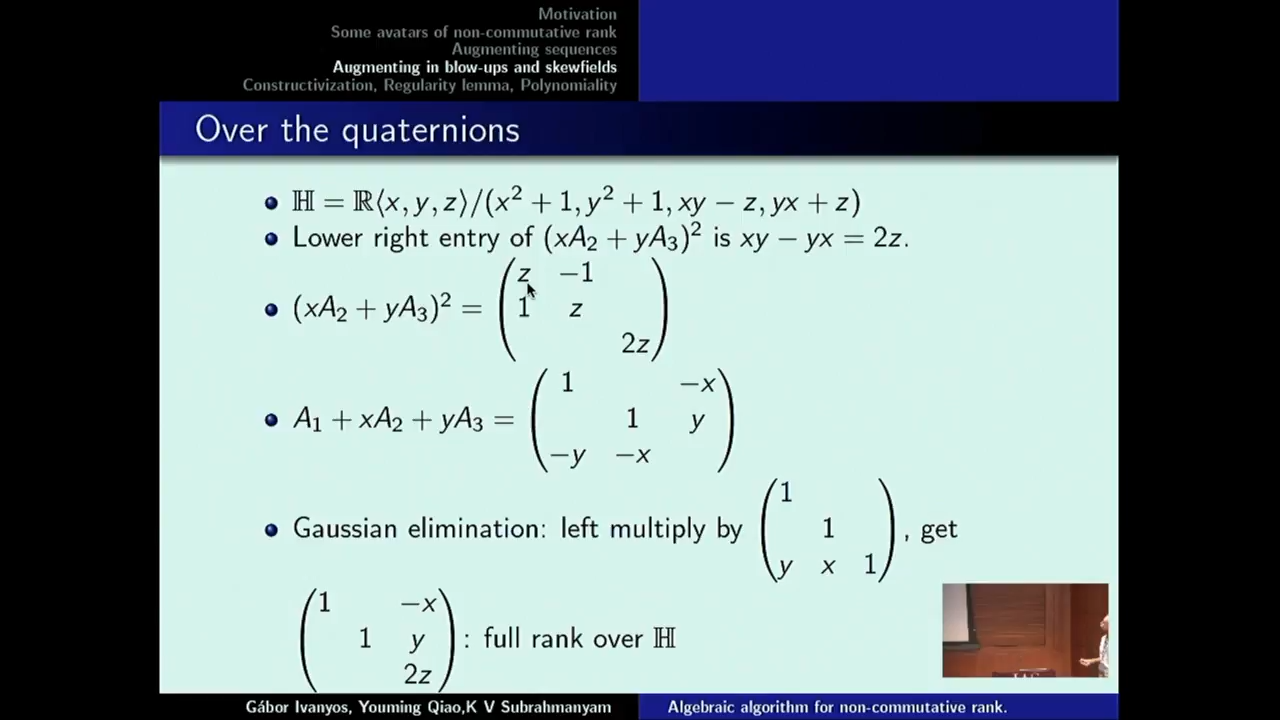 Motivation
Some avatars of non-commutative rank
Augmenting sequences
Augmenting in blow-ups and skewfields
Constructivization, Regularity lemma, Polynomiality
Over the quaternions
ℍ = ℝ⟨x, y, z⟩/(x² + 1, y² + 1, xy − z, yx + z)
Lower right entry of (xA₂ + yA₃)² is xy − yx = 2z.
(xA₂ + yA₃)² =
z −1
1 z
2z
A₁ + xA₂ + yA₃ =
1 −x
1 y
−y −x
Gaussian elimination: left multiply by
1
1
y x 1
, get
1 −x
1 y
2z
: full rank over ℍ
Gábor Ivanyos, Youming Qiao,K V Subrahmanyam
Algebraic algorithm for non-commutative rank.